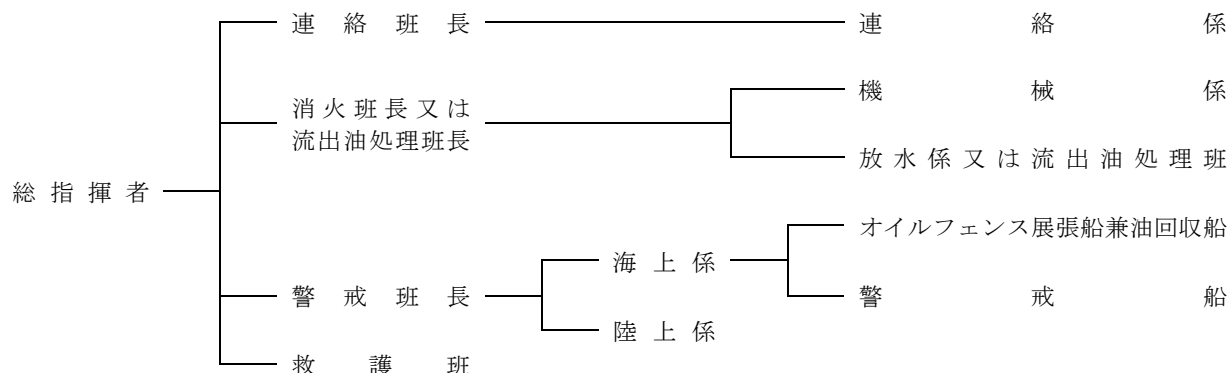 連絡班長
連絡係
機械係
消火班長又は
流出油処理班長
放水係又は流出油処理班
総指揮者
オイルフェンス展張船兼油回収船
海上係
警戒班長
警戒船
陸上係
救護班